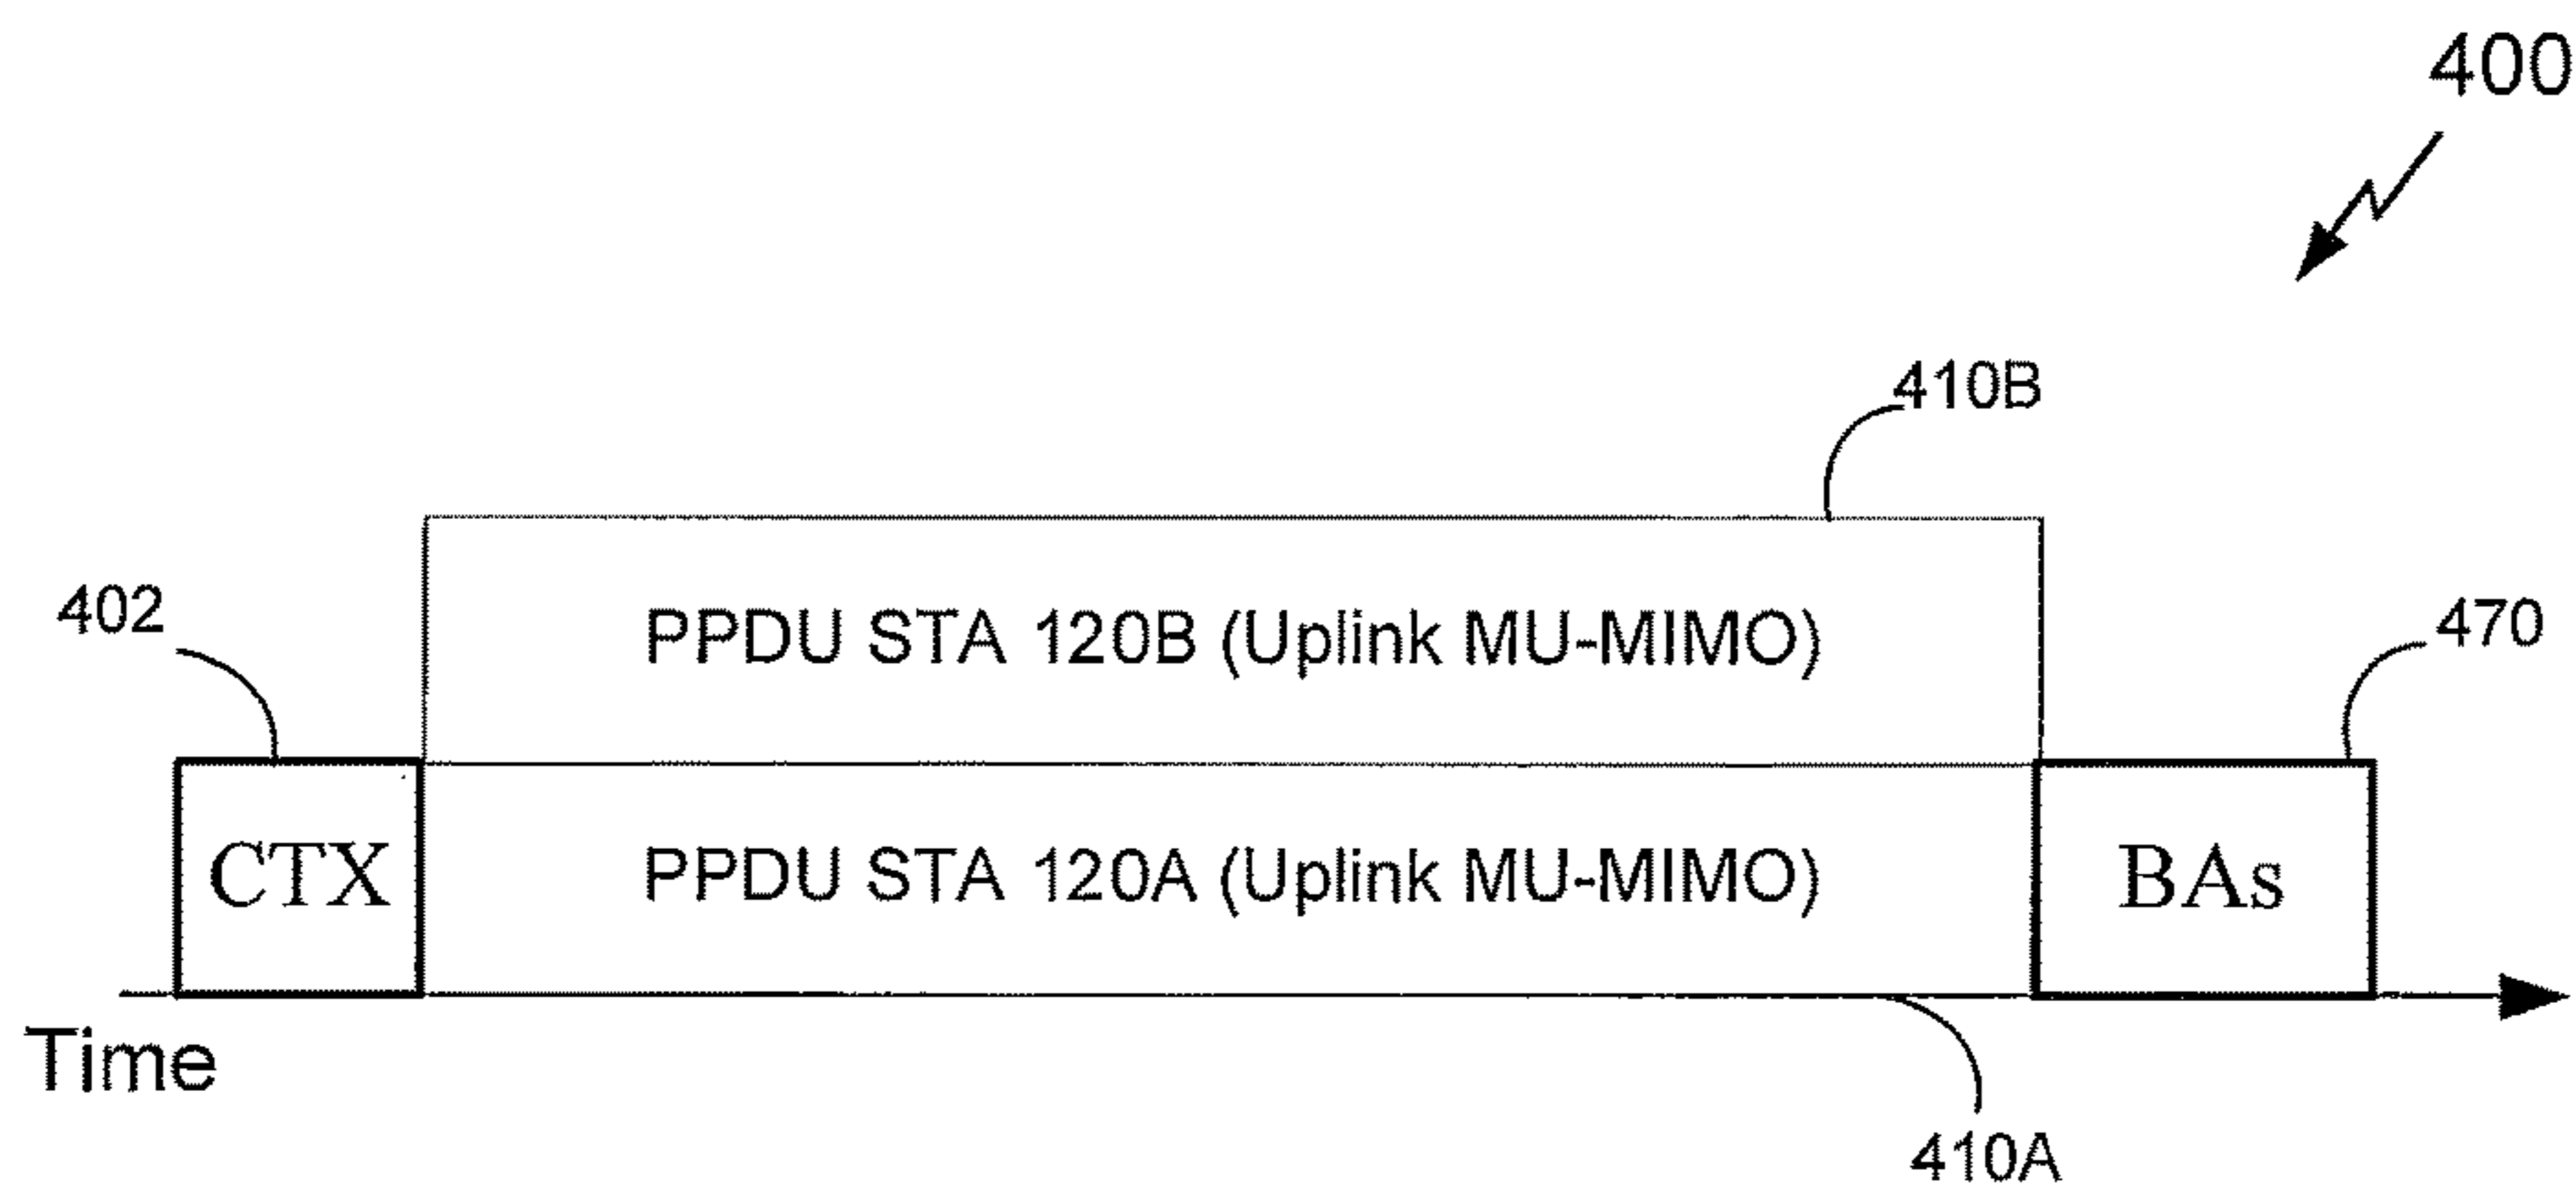 400
410B
402
PPDU STA 120B (Uplink MU-MIMO)
470
CTX
PPDU STA 120A (Uplink MU-MIMO)
BAs
Time
410A